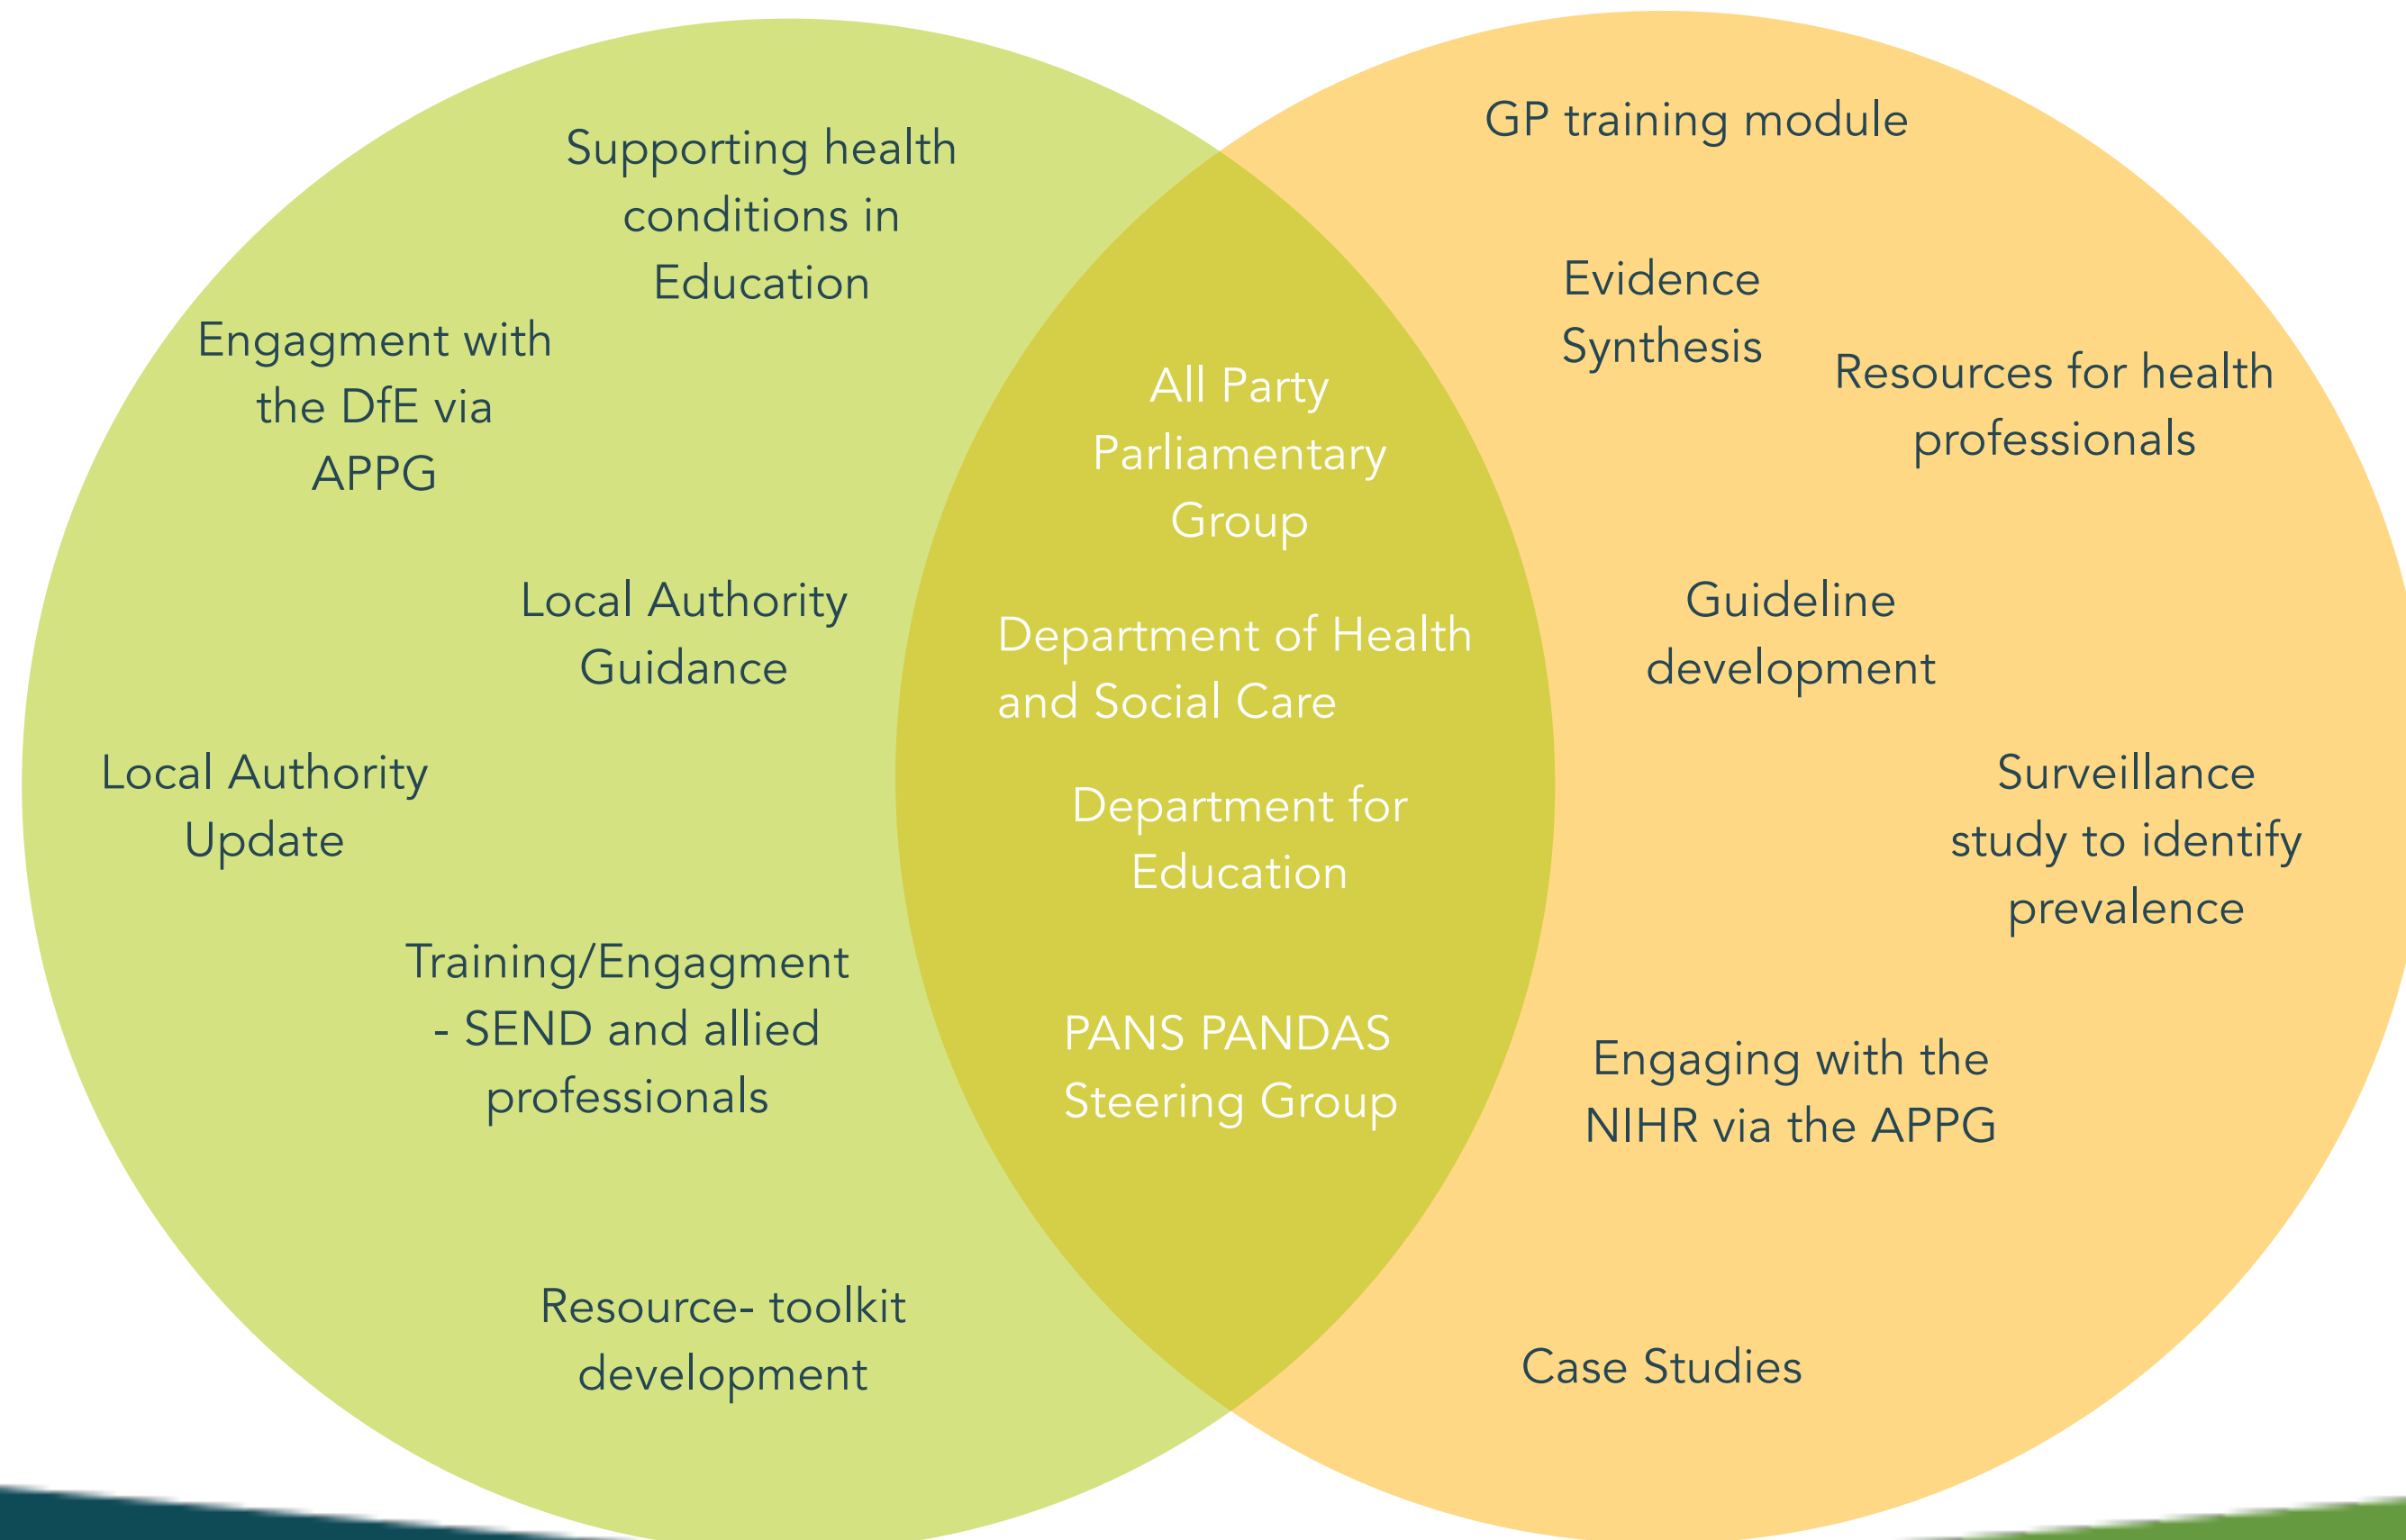 Supporting health
conditions in
Education
Engagment with
the DfE via
APPG
Local Authority
Guidance
Local Authority
Update
Training/Engagment
- SEND and allied
professionals
Resource- toolkit
development
All Party
Parliamentary
Group
Department of Health
and Social Care
Department for
Education
PANS PANDAS
Steering Group
GP training module
Evidence
Synthesis
Resources for health
professionals
Guideline
development
Surveillance
study to identify
prevalence
Engaging with the
NIHR via the APPG
Case Studies